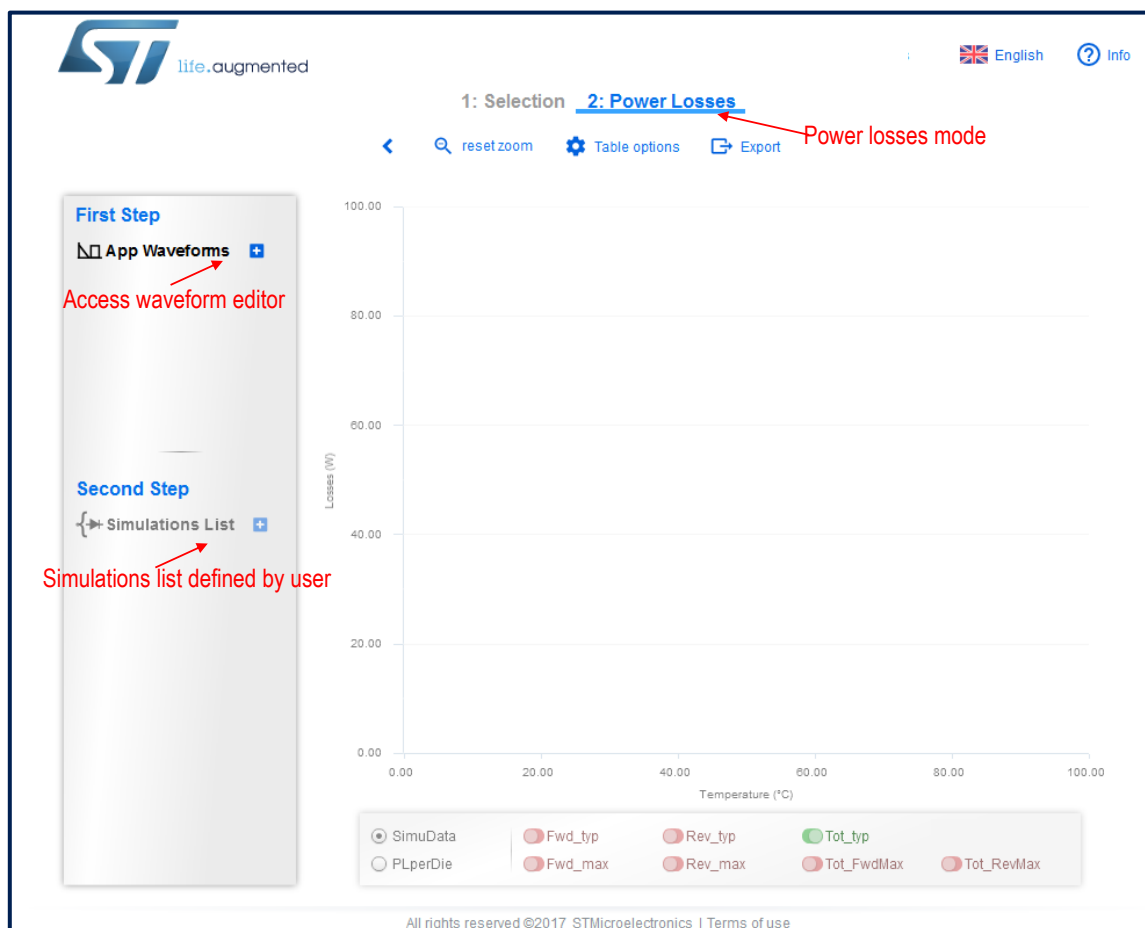 ST life.augmented
English
Info
1: Selection 2: Power Losses
reset zoom Table options Export
Power losses mode
First Step
App Waveforms
Access waveform editor
Second Step
Simulations List
Simulations list defined by user
100.00
80.00
60.00
40.00
20.00
0.00
Losses (W)
0.00 20.00 40.00 60.00 80.00 100.00
Temperature (°C)
SimuData Fwd_typ Rev_typ Tot_typ
PLperDie Fwd_max Rev_max Tot_FwdMax Tot_RevMax
All rights reserved ©2017 STMicroelectronics | Terms of use